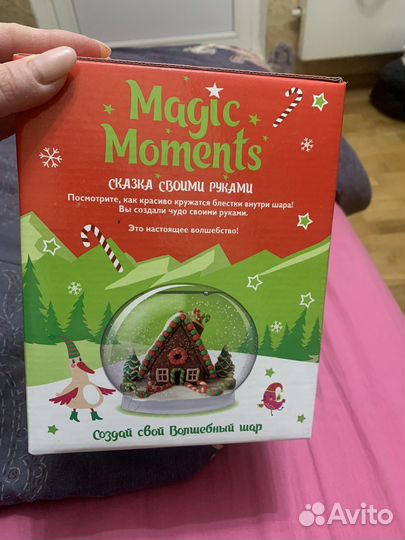 Magic
Moments
СКАЗКА СВОИМИ РУКАМИ
Посмотрите, как красиво кружатся блестки внутри шара!
Вы создали чудо своими руками.
Это настоящее волшебство!
Создай свой Волшебный шар
Avito